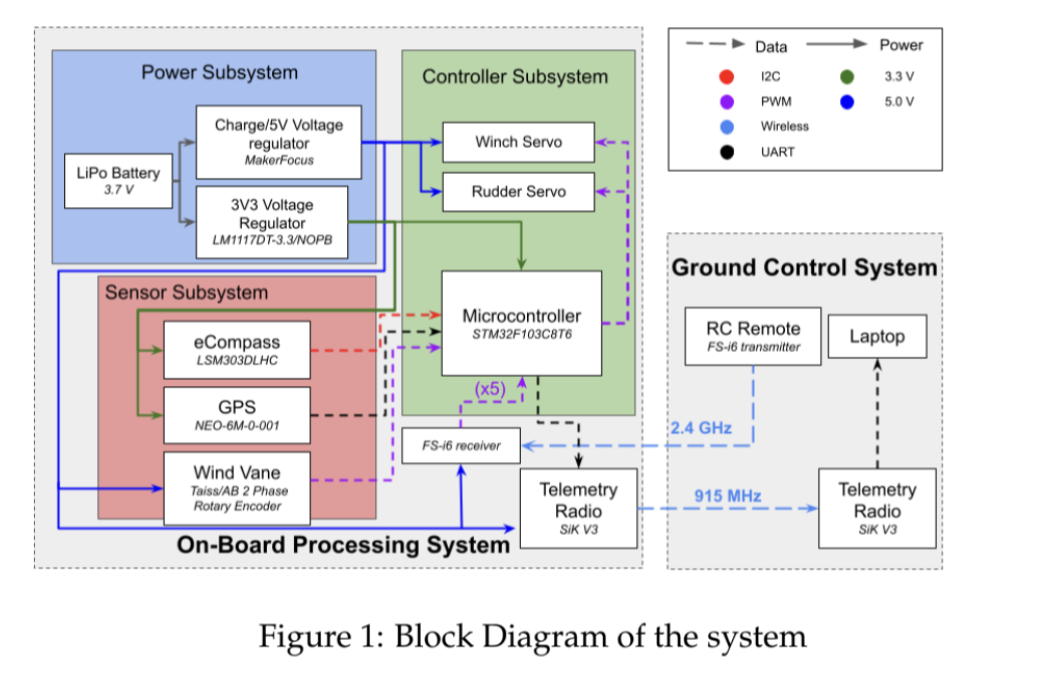 Power Subsystem
Charge/5V Voltage
regulator
MakerFocus
LiPo Battery
3.7 V
3V3 Voltage
Regulator
LM1117DT-3.3/NOPB
Controller Subsystem
Winch Servo
Rudder Servo
Microcontroller
STM32F103C8T6
(x5)
Sensor Subsystem
eCompass
LSM303DLHC
GPS
NEO-6M-0-001
Wind Vane
Taiss/AB 2 Phase
Rotary Encoder
FS-i6 receiver
Telemetry
Radio
SiK V3
On-Board Processing System
Data
Power
I2C
3.3 V
PWM
5.0 V
Wireless
UART
Ground Control System
RC Remote
FS-i6 transmitter
Laptop
2.4 GHz
915 MHz
Telemetry
Radio
SiK V3
Figure 1: Block Diagram of the system